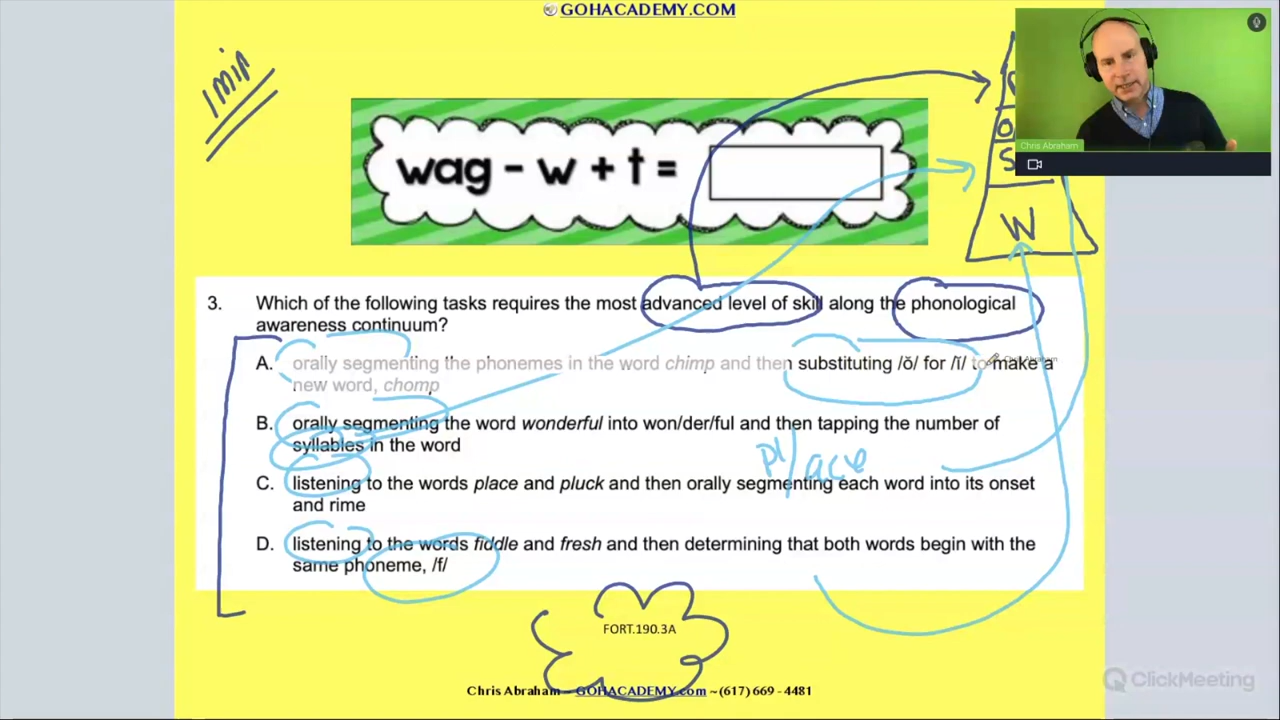 GOHACADEMY.COM
1 min
wag - w + t =
P
O
S
W
Chris Abraham
3. Which of the following tasks requires the most advanced level of skill along the phonological
awareness continuum?
A. orally segmenting the phonemes in the word chimp and then substituting /ŏ/ for /ĭ/ to make a
new word, chomp
Chris Abraham
B. orally segmenting the word wonderful into won/der/ful and then tapping the number of
syllables in the word
pl/ace
C. listening to the words place and pluck and then orally segmenting each word into its onset
and rime
D. listening to the words fiddle and fresh and then determining that both words begin with the
same phoneme, /f/
FORT.190.3A
Chris Abraham – GOHACADEMY.com ~(617) 669 - 4481
ClickMeeting